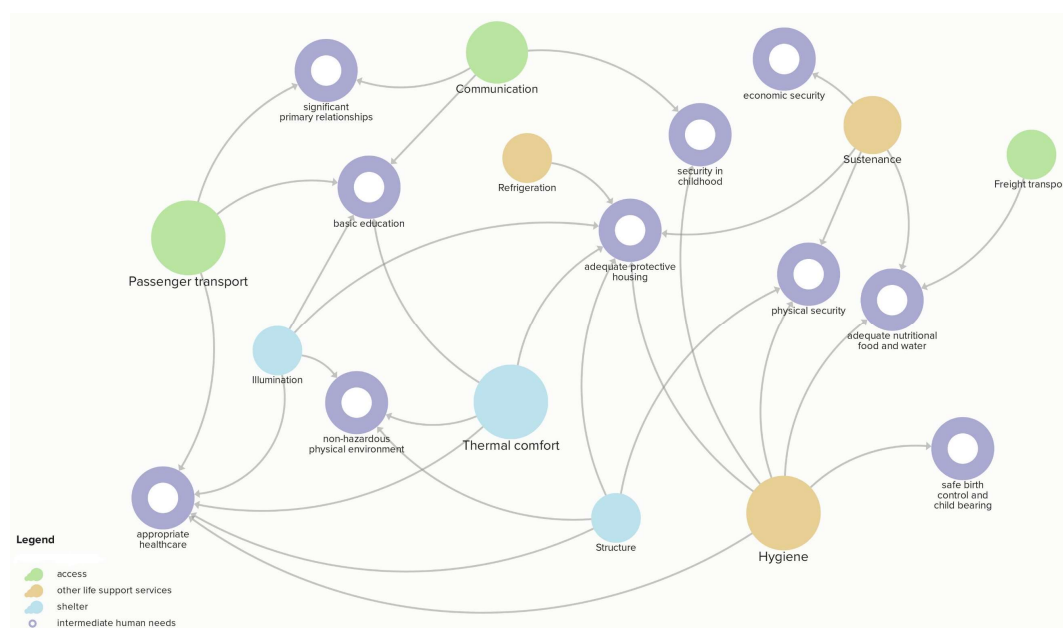 Communication
significant
primary relationships
economic security
Sustenance
security in
childhood
Refrigeration
Freight transpo
basic education
Passenger transport
adequate protective
housing
physical security
adequate nutritional
food and water
Illumination
non-hazardous
physical environment
Thermal comfort
safe birth
control and
child bearing
appropriate
healthcare
Structure
Hygiene
Legend
access
other life support services
shelter
intermediate human needs